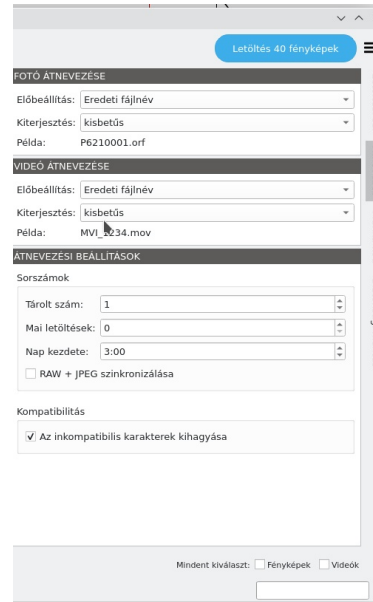 Letöltés 40 fényképek
FOTÓ ÁTNEVEZÉSE
Előbeállítás: Eredeti fájlnév
Kiterjesztés: kisbetűs
Példa: P6210001.orf
VIDEÓ ÁTNEVEZÉSE
Előbeállítás: Eredeti fájlnév
Kiterjesztés: kisbetűs
Példa: MVI_1234.mov
ÁTNEVEZÉSI BEÁLLÍTÁSOK
Sorszámok
Tárolt szám: 1
Mai letöltések: 0
Nap kezdete: 3:00
RAW + JPEG szinkronizálása
Kompatibilitás
Az inkompatibilis karakterek kihagyása
Mindent kiválaszt: Fényképek Videók